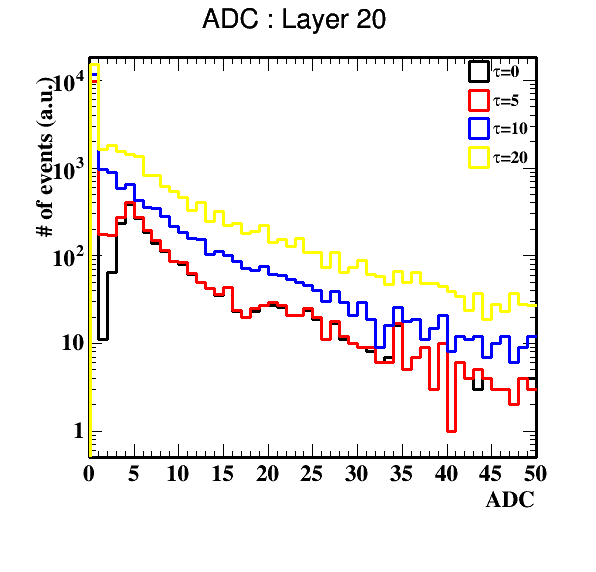 ADC : Layer 20
# of events (a.u.)
10⁴
10³
10²
10
1
τ=0
τ=5
τ=10
τ=20
0 5 10 15 20 25 30 35 40 45 50
ADC